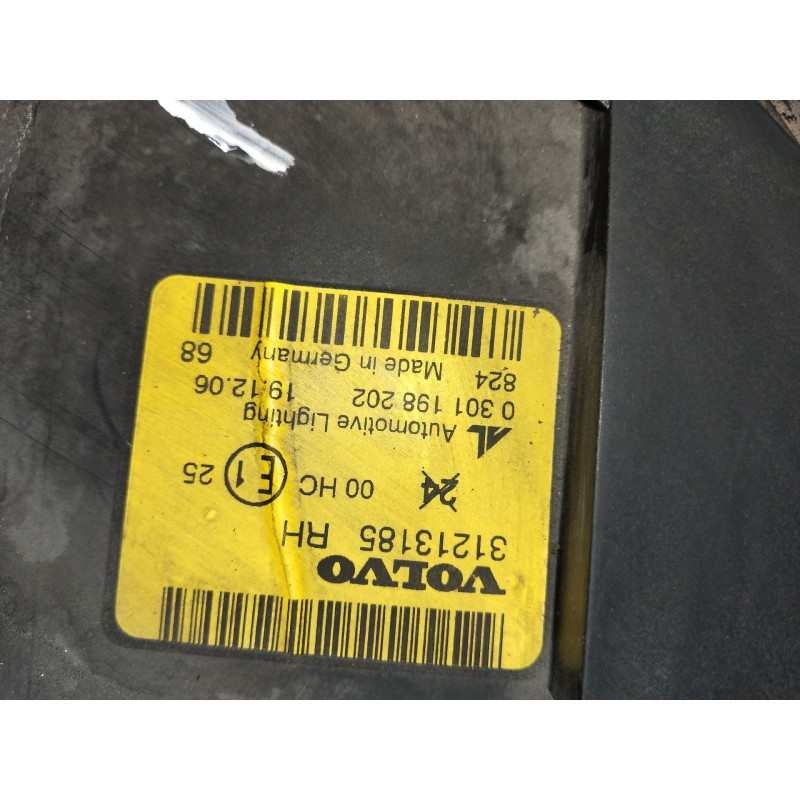 VOLVO
31213185 RH
24 00 HC E1 25
AL Automotive Lighting
0 301 198 202 19.12.06
824 Made in Germany 68